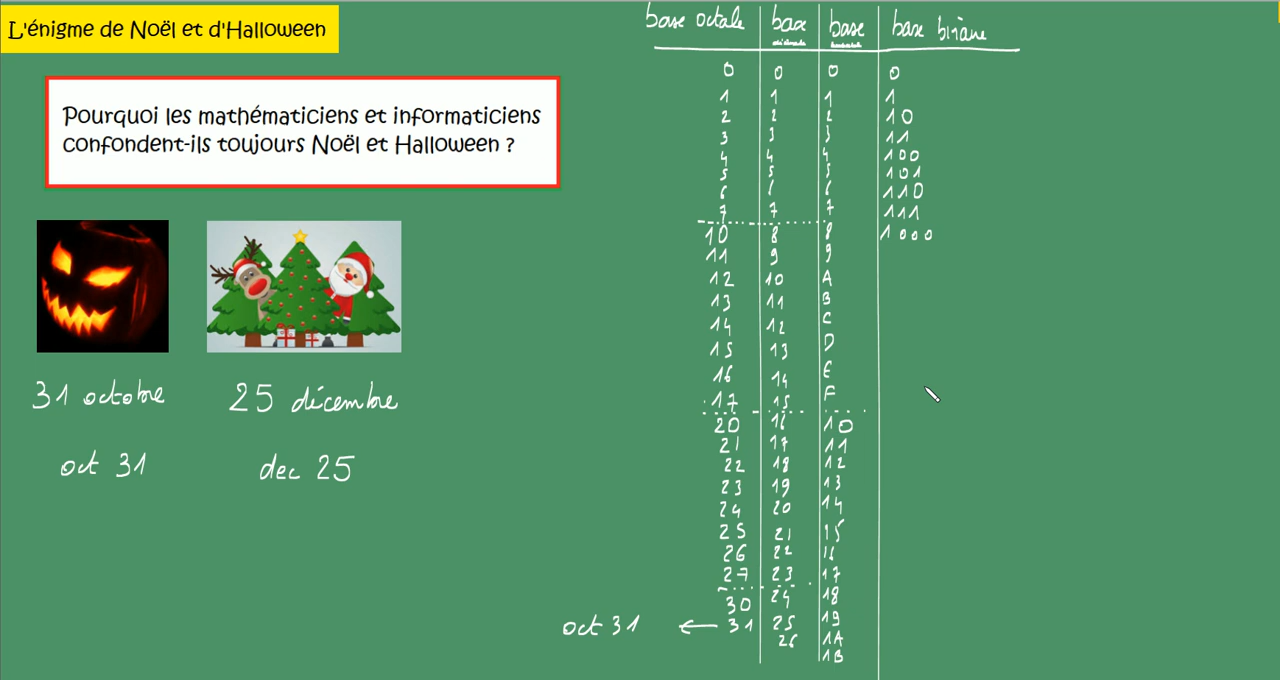 L'énigme de Noël et d'Halloween
Pourquoi les mathématiciens et informaticiens
confondent-ils toujours Noël et Halloween ?
31 octobre 25 décembre
oct 31 dec 25
base octale base base base binaire
0 0 0 0
1 1 1 1
2 2 2 10
3 3 3 11
4 4 4 100
5 5 5 101
6 6 6 110
7 7 7 111
10 8 8 1000
11 9 9
12 10 A
13 11 B
14 12 C
15 13 D
16 14 E
17 15 F
20 16 10
21 17 11
22 18 12
23 19 13
24 20 14
25 21 15
26 22 16
27 23 17
30 24 18
oct 31 ← 31 25 19
26 1A
1B